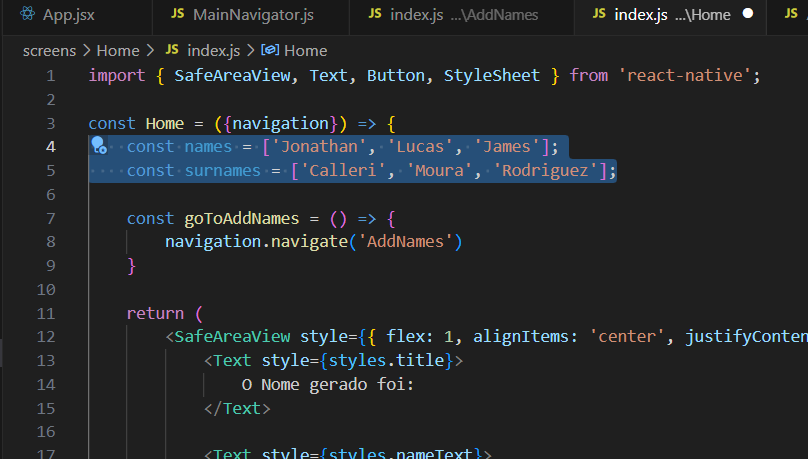 App.jsx JS MainNavigator.js JS index.js ...\AddNames JS index.js ...\Home JS
screens > Home > JS index.js > Home
1 import { SafeAreaView, Text, Button, StyleSheet } from 'react-native';
2
3 const Home = ({navigation}) => {
4 const names = ['Jonathan', 'Lucas', 'James'];
5 const surnames = ['Calleri', 'Moura', 'Rodriguez'];
6
7 const goToAddNames = () => {
8 navigation.navigate('AddNames')
9 }
10
11 return (
12 <SafeAreaView style={{ flex: 1, alignItems: 'center', justifyConten
13 <Text style={styles.title}>
14 O Nome gerado foi:
15 </Text>
16
17 <Text style={styles.nameText}>